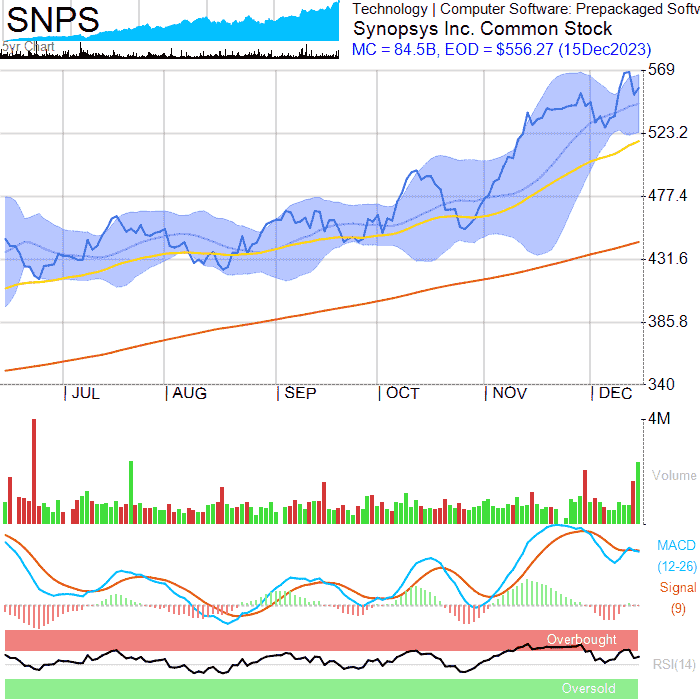 SNPS
5yr Chart
Technology | Computer Software: Prepackaged Softw
Synopsys Inc. Common Stock
MC = 84.5B, EOD = $556.27 (15Dec2023)
569
523.2
477.4
431.6
385.8
340
JUL
AUG
SEP
OCT
NOV
DEC
4M
Volume
MACD
(12-26)
Signal
(9)
Overbought
RSI(14)
Oversold